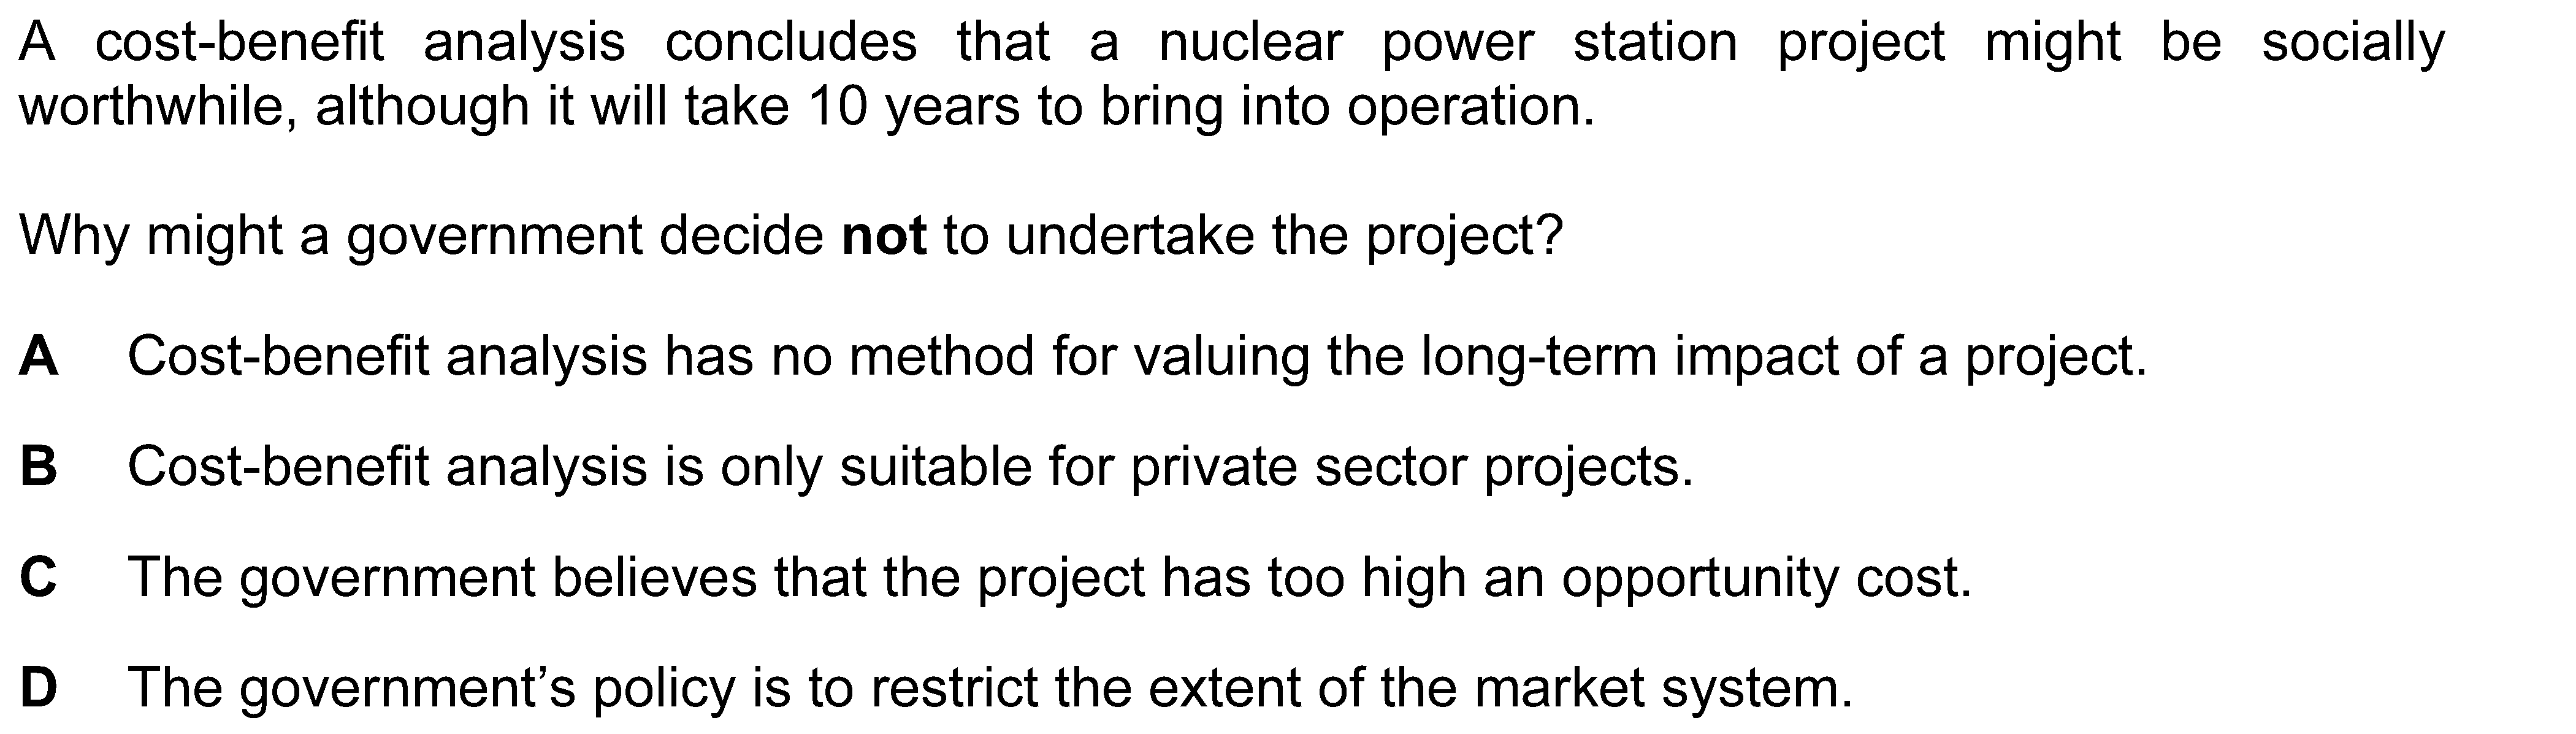 A cost-benefit analysis concludes that a nuclear power station project might be socially
worthwhile, although it will take 10 years to bring into operation.
Why might a government decide not to undertake the project?
A Cost-benefit analysis has no method for valuing the long-term impact of a project.
B Cost-benefit analysis is only suitable for private sector projects.
C The government believes that the project has too high an opportunity cost.
D The government’s policy is to restrict the extent of the market system.